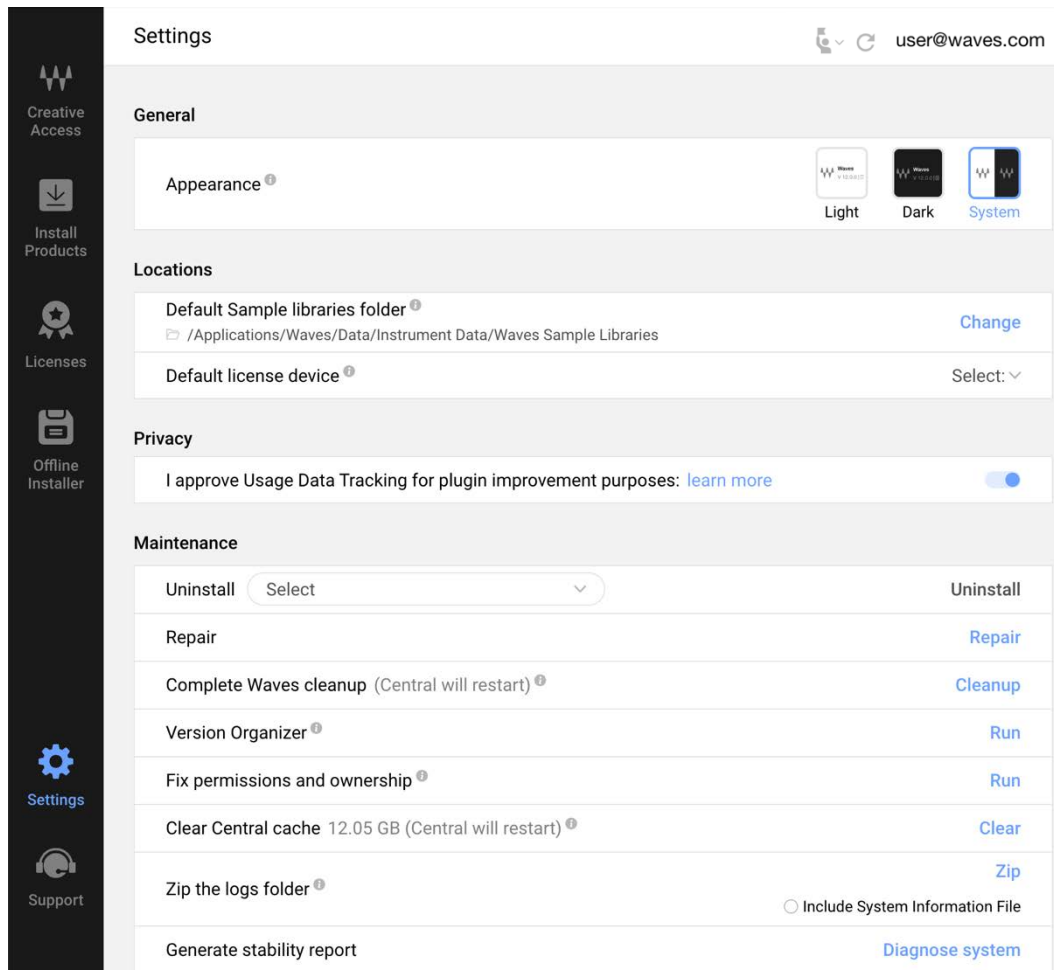 Settings
user@waves.com
Creative
Access
Install
Products
Licenses
Offline
Installer
Settings
Support
General
Appearance
Waves
Waves
Light
Dark
System
Locations
Default Sample libraries folder
/Applications/Waves/Data/Instrument Data/Waves Sample Libraries
Change
Default license device
Select:
Privacy
I approve Usage Data Tracking for plugin improvement purposes: learn more
Maintenance
Uninstall Select Uninstall
Repair Repair
Complete Waves cleanup (Central will restart) Cleanup
Version Organizer Run
Fix permissions and ownership Run
Clear Central cache 12.05 GB (Central will restart) Clear
Zip the logs folder Zip
Include System Information File
Generate stability report Diagnose system